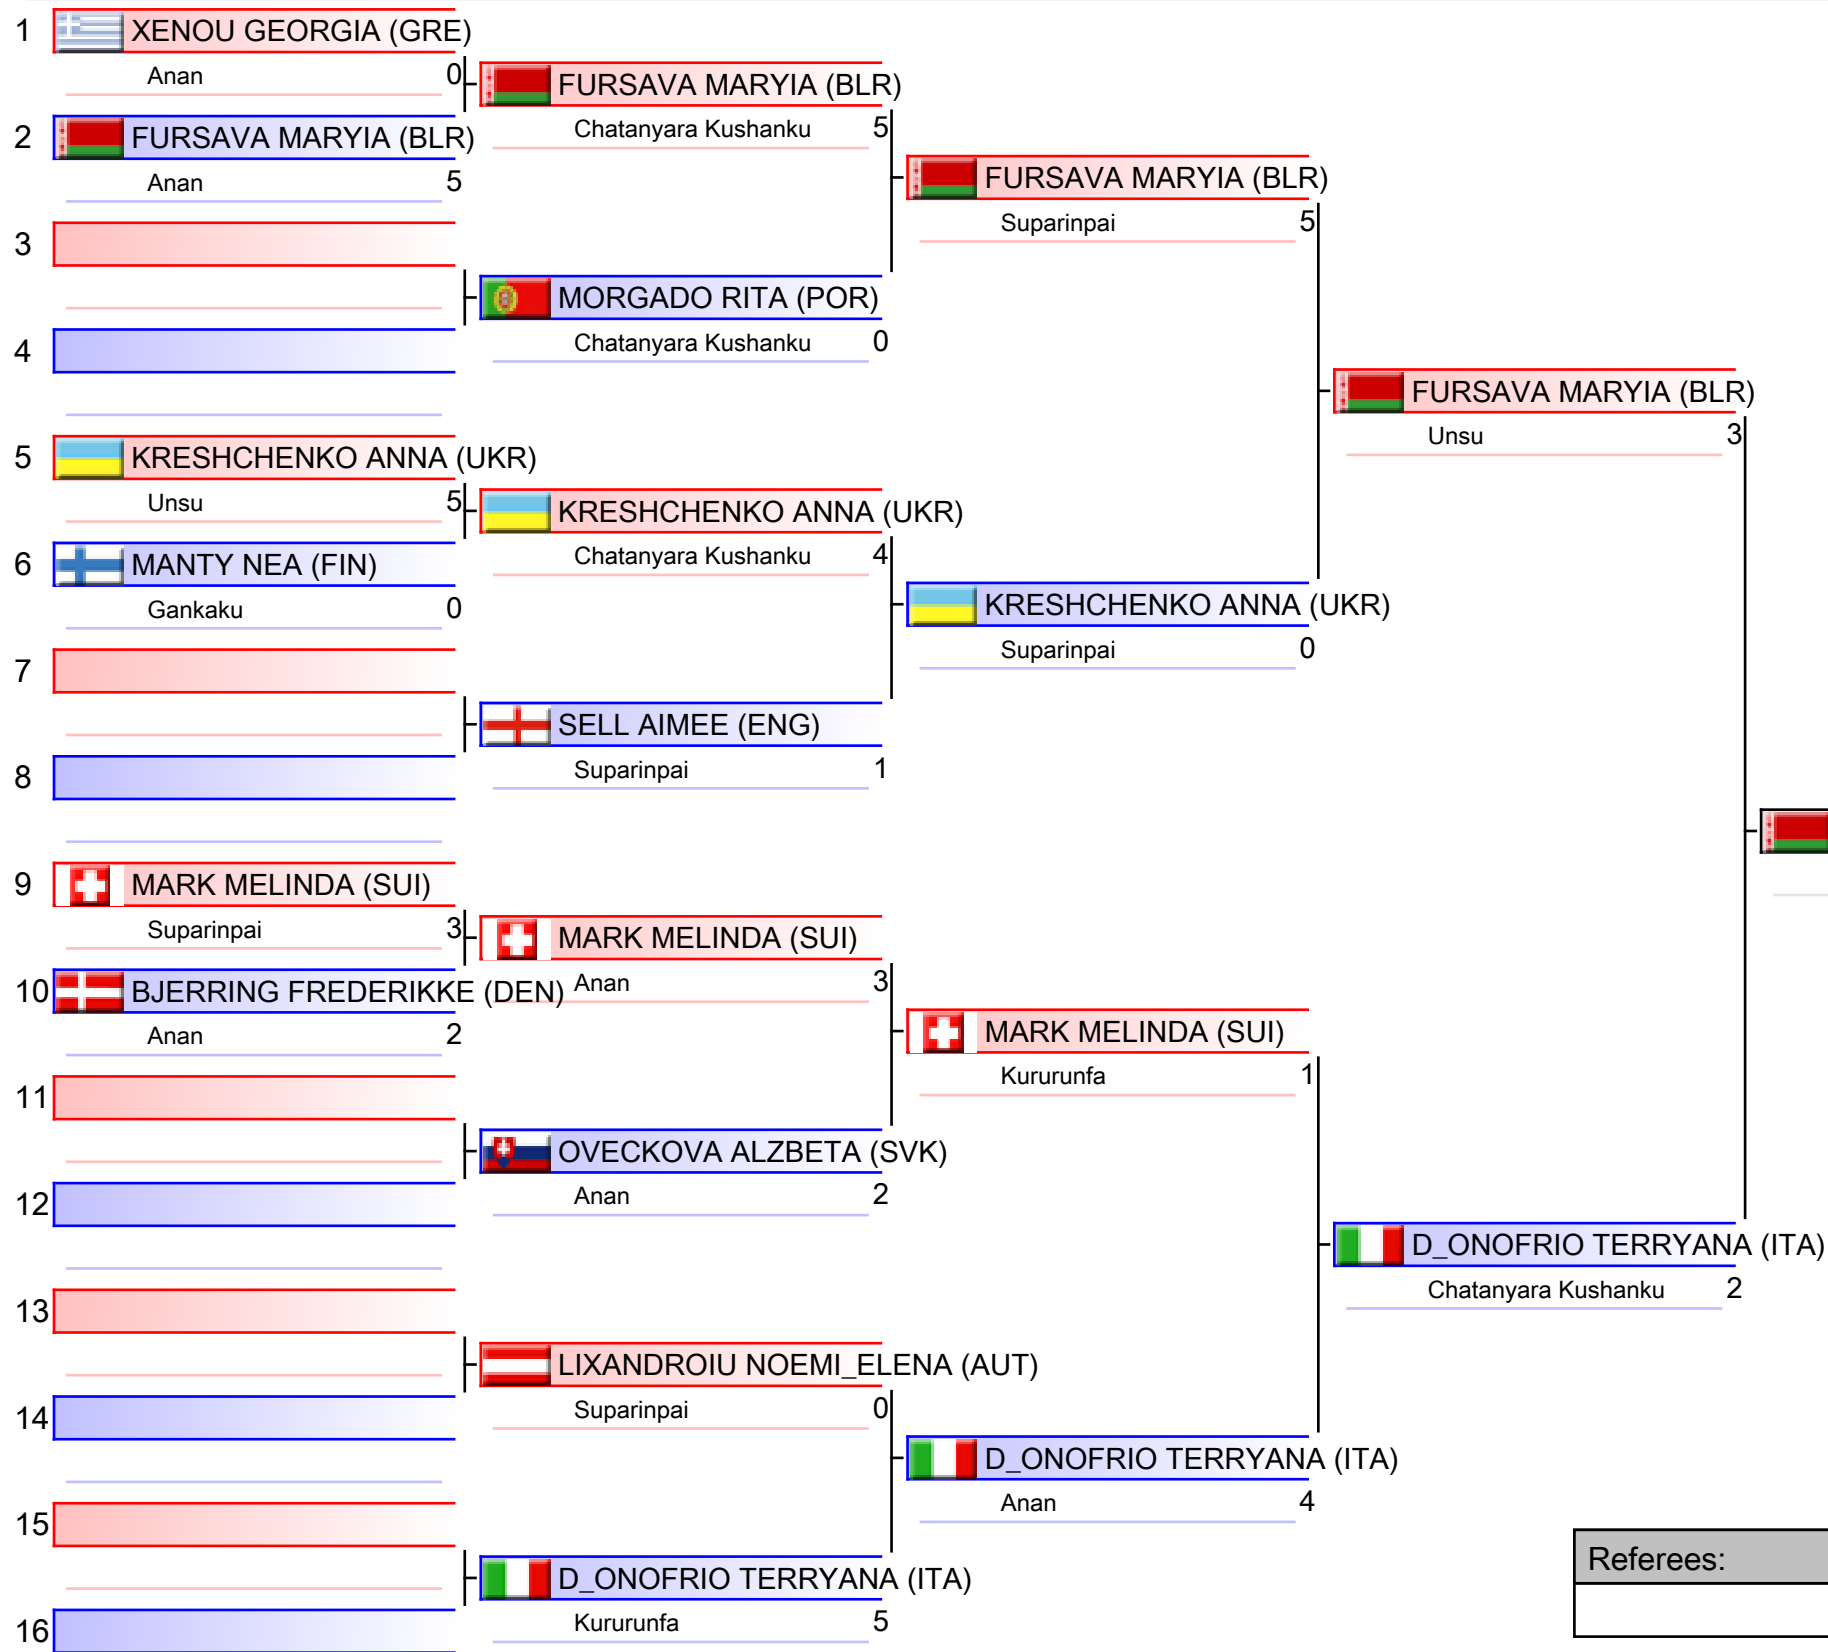 1 XENOU GEORGIA (GRE)
Anan 0
2 FURSAVA MARYIA (BLR)
Anan 5
3
4
5 KRESHCHENKO ANNA (UKR)
Unsu 5
6 MANTY NEA (FIN)
Gankaku 0
7
8
9 MARK MELINDA (SUI)
Suparinpai 3
10 BJERRING FREDERIKKE (DEN)
Anan 2
11
12
13
14
15
16
FURSAVA MARYIA (BLR)
Chatanyara Kushanku 5
MORGADO RITA (POR)
Chatanyara Kushanku 0
KRESHCHENKO ANNA (UKR)
Chatanyara Kushanku 4
SELL AIMEE (ENG)
Suparinpai 1
MARK MELINDA (SUI)
Anan 3
OVECKOVA ALZBETA (SVK)
Anan 2
LIXANDROIU NOEMI_ELENA (AUT)
Suparinpai 0
D_ONOFRIO TERRYANA (ITA)
Kururunfa 5
FURSAVA MARYIA (BLR)
Suparinpai 5
KRESHCHENKO ANNA (UKR)
Suparinpai 0
MARK MELINDA (SUI)
Kururunfa 1
D_ONOFRIO TERRYANA (ITA)
Anan 4
FURSAVA MARYIA (BLR)
Unsu 3
D_ONOFRIO TERRYANA (ITA)
Chatanyara Kushanku 2
Referees: